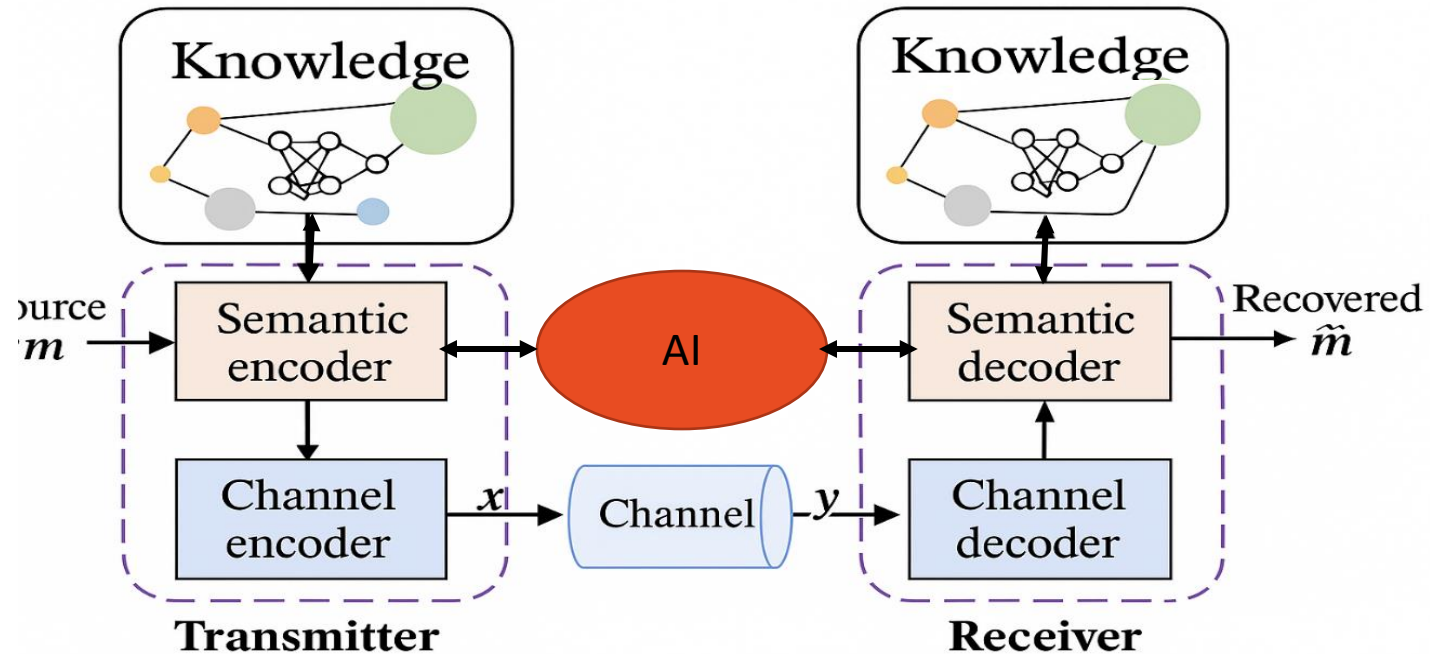 Knowledge
Knowledge
ource
m
Semantic
encoder
AI
Semantic
decoder
Recovered
m̃
Channel
encoder
x
Channel
y
Channel
decoder
Transmitter
Receiver